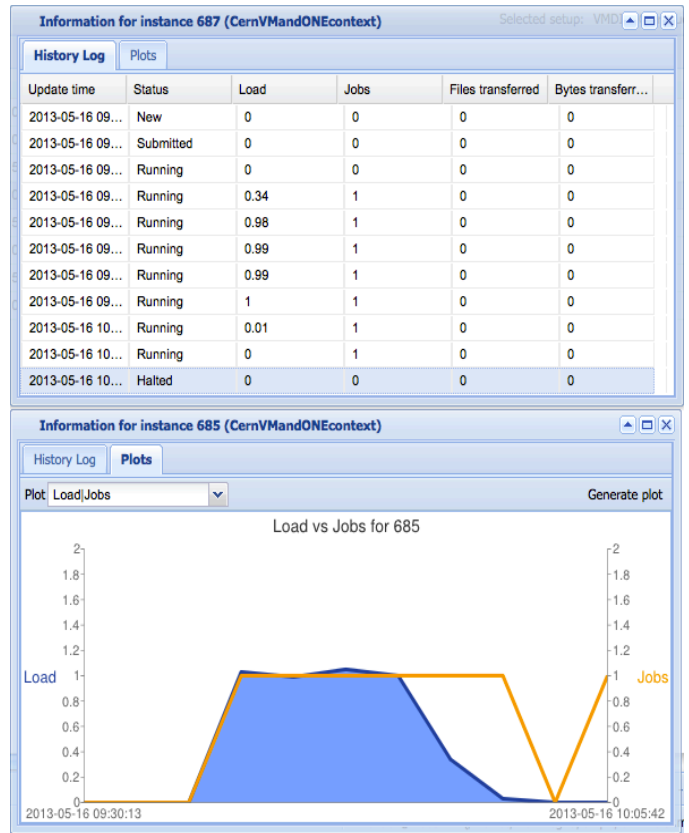 Information for instance 687 (CernVMandONEcontext) Selected setup: VMD
History Log Plots
Update time Status Load Jobs Files transferred Bytes transferr...
2013-05-16 09... New 0 0 0 0
2013-05-16 09... Submitted 0 0 0 0
2013-05-16 09... Running 0 0 0 0
2013-05-16 09... Running 0.34 1 0 0
2013-05-16 09... Running 0.98 1 0 0
2013-05-16 09... Running 0.99 1 0 0
2013-05-16 09... Running 0.99 1 0 0
2013-05-16 09... Running 1 1 0 0
2013-05-16 10... Running 0.01 1 0 0
2013-05-16 10... Running 0 1 0 0
2013-05-16 10... Halted 0 0 0 0
Information for instance 685 (CernVMandONEcontext)
History Log Plots
Plot Load|Jobs Generate plot
Load vs Jobs for 685
2 2
1.8 1.8
1.6 1.6
1.4 1.4
1.2 1.2
Load 1 1 Jobs
0.8 0.8
0.6 0.6
0.4 0.4
0.2 0.2
0 0
2013-05-16 09:30:13 2013-05-16 10:05:42